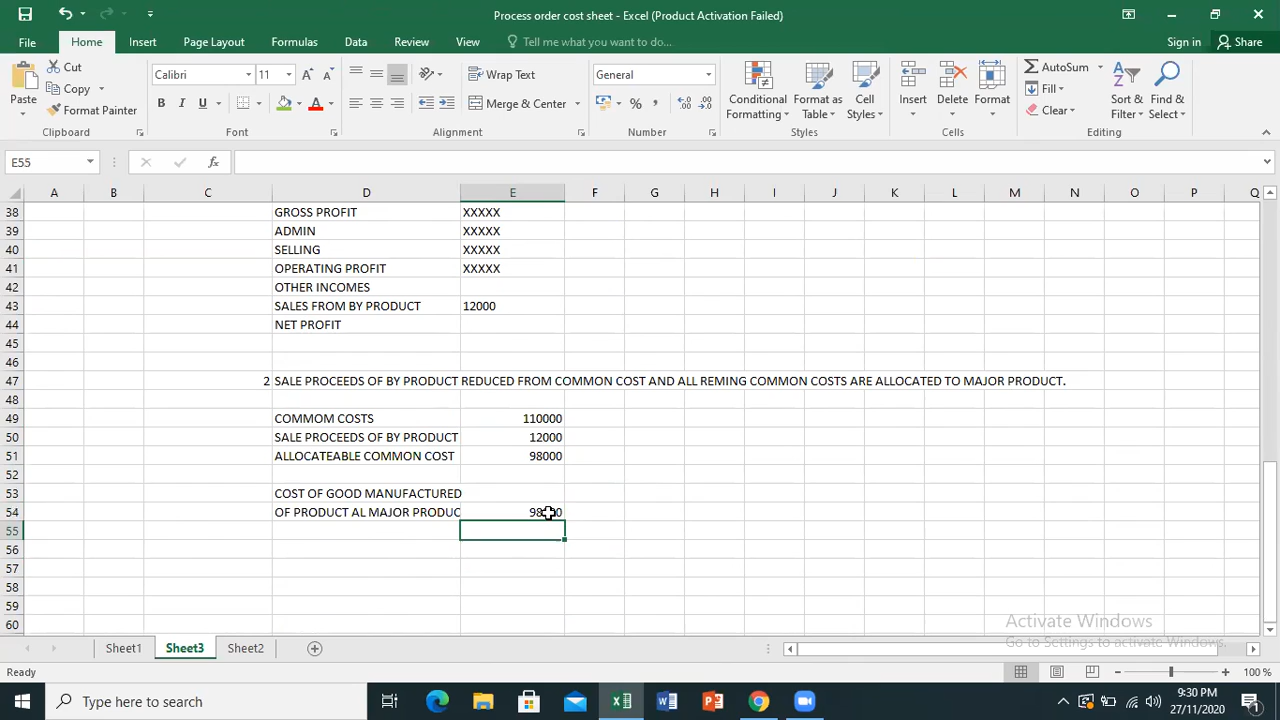 Process order cost sheet - Excel (Product Activation Failed)
File Home Insert Page Layout Formulas Data Review View Tell me what you want to do... Sign in Share
Paste Cut Copy Format Painter Clipboard
Calibri 11 A A B I U A Font
Wrap Text Merge & Center Alignment
General % , Number
Conditional Formatting Format as Table Cell Styles Styles
Insert Delete Format Cells
AutoSum Fill Clear Sort & Filter Find & Select Editing
E55 fx
A B C D E F G H I J K L M N O P Q
38 GROSS PROFIT XXXXX
39 ADMIN XXXXX
40 SELLING XXXXX
41 OPERATING PROFIT XXXXX
42 OTHER INCOMES
43 SALES FROM BY PRODUCT 12000
44 NET PROFIT
45
46
47 2 SALE PROCEEDS OF BY PRODUCT REDUCED FROM COMMON COST AND ALL REMING COMMON COSTS ARE ALLOCATED TO MAJOR PRODUCT.
48
49 COMMOM COSTS 110000
50 SALE PROCEEDS OF BY PRODUCT 12000
51 ALLOCATEABLE COMMON COST 98000
52
53 COST OF GOOD MANUFACTURED
54 OF PRODUCT AL MAJOR PRODUC
55
56
57
58
59
60
Activate Windows
Go to Settings to activate Windows.
Sheet1 Sheet3 Sheet2
Ready 100 %
Type here to search
9:30 PM
27/11/2020